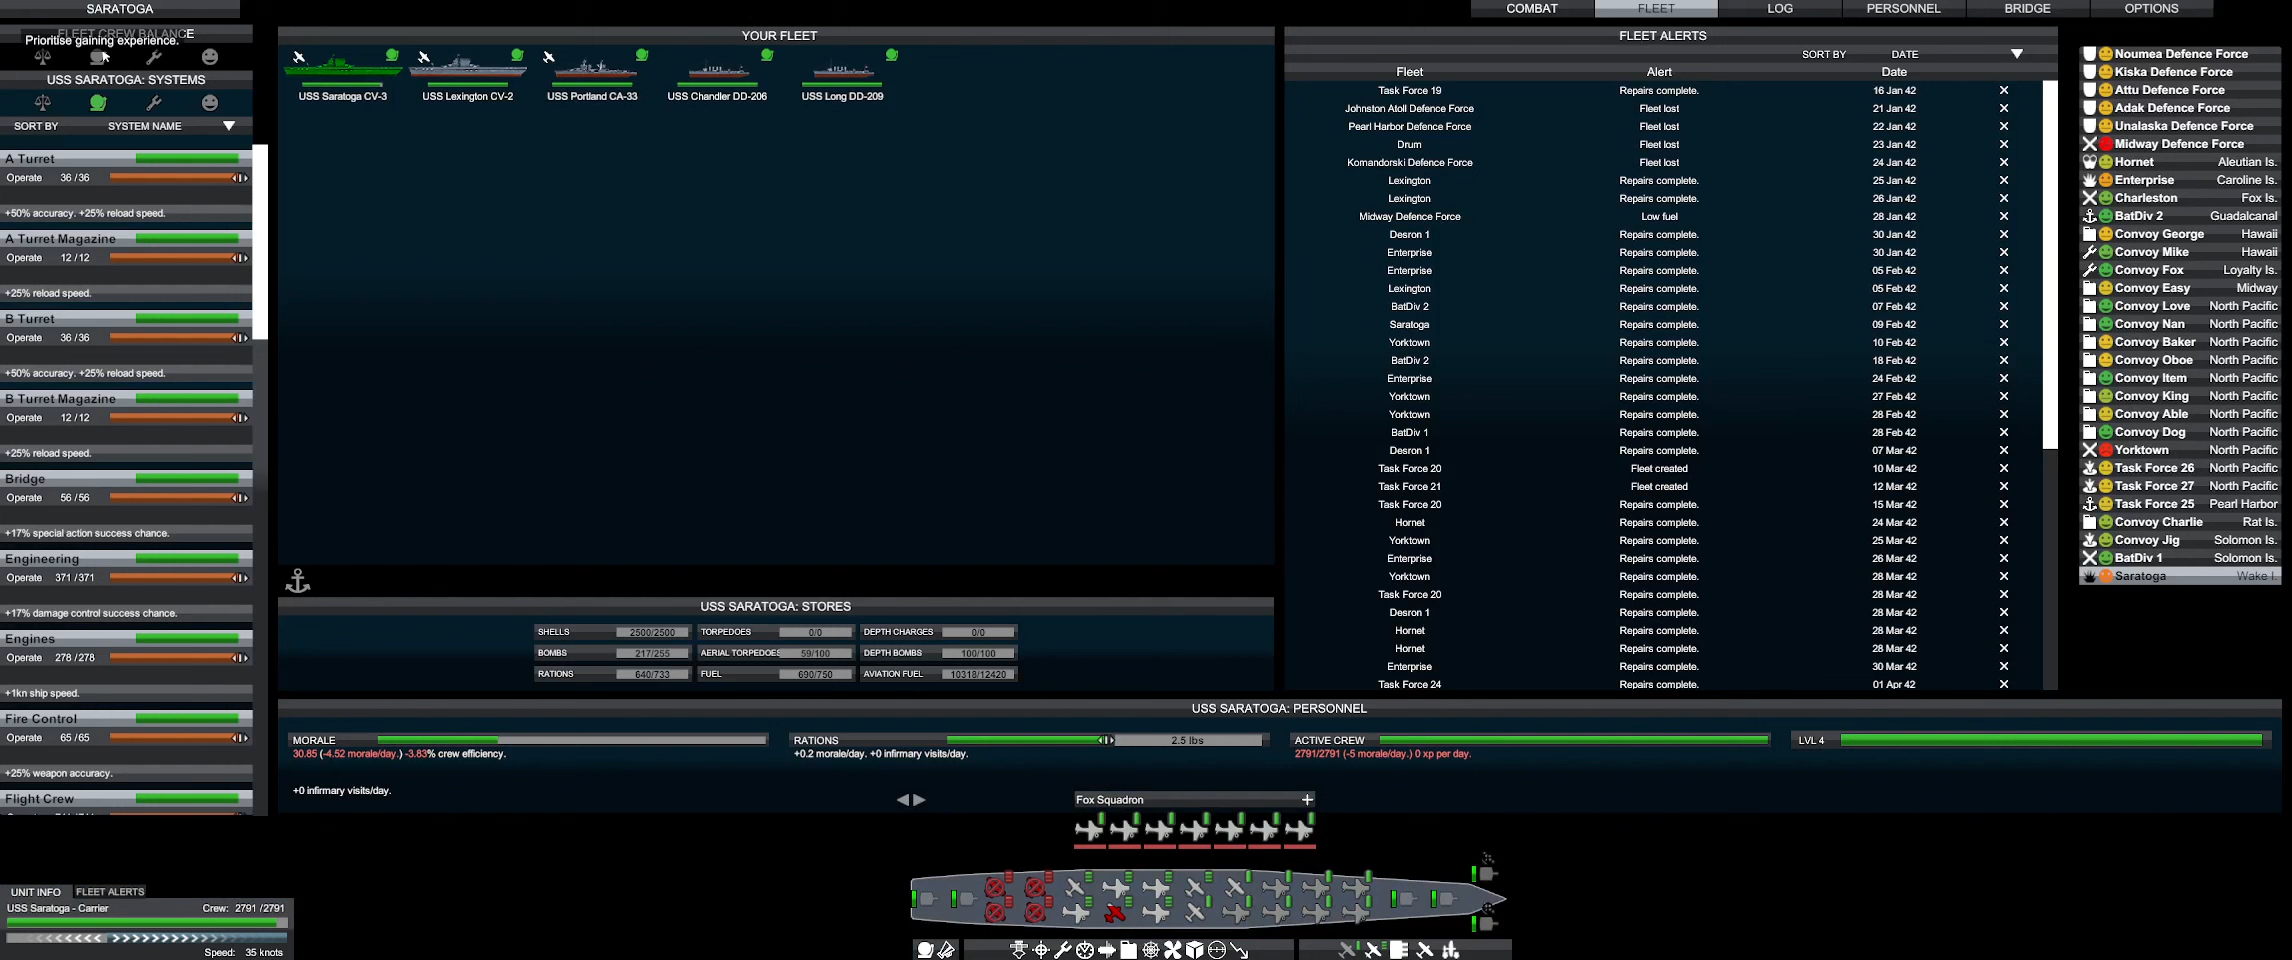 SARATOGA
COMBAT
FLEET
LOG
PERSONNEL
BRIDGE
OPTIONS
FLEET CREW BALANCE
Prioritise gaining experience.
USS SARATOGA: SYSTEMS
SORT BY SYSTEM NAME
A Turret
Operate 36 /36
+50% accuracy. +25% reload speed.
A Turret Magazine
Operate 12 /12
+25% reload speed.
B Turret
Operate 36 /36
+50% accuracy. +25% reload speed.
B Turret Magazine
Operate 12 /12
+25% reload speed.
Bridge
Operate 56 /56
+17% special action success chance.
Engineering
Operate 371 /371
+17% damage control success chance.
Engines
Operate 278 /278
+1kn ship speed.
Fire Control
Operate 65 /65
+25% weapon accuracy.
Flight Crew
YOUR FLEET
USS Saratoga CV-3
USS Lexington CV-2
USS Portland CA-33
USS Chandler DD-206
USS Long DD-209
FLEET ALERTS
SORT BY DATE
Fleet Alert Date
Task Force 19 Repairs complete. 16 Jan 42
Johnston Atoll Defence Force Fleet lost 21 Jan 42
Pearl Harbor Defence Force Fleet lost 22 Jan 42
Drum Fleet lost 23 Jan 42
Komandorski Defence Force Fleet lost 24 Jan 42
Lexington Repairs complete. 25 Jan 42
Lexington Repairs complete. 26 Jan 42
Midway Defence Force Low fuel 28 Jan 42
Desron 1 Repairs complete. 30 Jan 42
Enterprise Repairs complete. 30 Jan 42
Enterprise Repairs complete. 05 Feb 42
Lexington Repairs complete. 05 Feb 42
BatDiv 2 Repairs complete. 07 Feb 42
Saratoga Repairs complete. 09 Feb 42
Yorktown Repairs complete. 10 Feb 42
BatDiv 2 Repairs complete. 18 Feb 42
Enterprise Repairs complete. 24 Feb 42
Yorktown Repairs complete. 27 Feb 42
Yorktown Repairs complete. 28 Feb 42
BatDiv 1 Repairs complete. 28 Feb 42
Desron 1 Repairs complete. 07 Mar 42
Task Force 20 Fleet created 10 Mar 42
Task Force 21 Fleet created 12 Mar 42
Task Force 20 Repairs complete. 15 Mar 42
Hornet Repairs complete. 24 Mar 42
Yorktown Repairs complete. 25 Mar 42
Enterprise Repairs complete. 26 Mar 42
Yorktown Repairs complete. 28 Mar 42
Task Force 20 Repairs complete. 28 Mar 42
Desron 1 Repairs complete. 28 Mar 42
Hornet Repairs complete. 28 Mar 42
Hornet Repairs complete. 28 Mar 42
Enterprise Repairs complete. 30 Mar 42
Task Force 24 Repairs complete. 01 Apr 42
Noumea Defence Force
Kiska Defence Force
Attu Defence Force
Adak Defence Force
Unalaska Defence Force
Midway Defence Force
Hornet Aleutian Is.
Enterprise Caroline Is.
Charleston Fox Is.
BatDiv 2 Guadalcanal
Convoy George Hawaii
Convoy Mike Hawaii
Convoy Fox Loyalty Is.
Convoy Easy Midway
Convoy Love North Pacific
Convoy Nan North Pacific
Convoy Baker North Pacific
Convoy Oboe North Pacific
Convoy Item North Pacific
Convoy King North Pacific
Convoy Able North Pacific
Convoy Dog North Pacific
Yorktown North Pacific
Task Force 26 North Pacific
Task Force 27 North Pacific
Task Force 25 Pearl Harbor
Convoy Charlie Rat Is.
Convoy Jig Solomon Is.
BatDiv 1 Solomon Is.
Saratoga Wake I.
USS SARATOGA: STORES
SHELLS 2500/2500 TORPEDOES 0/0 DEPTH CHARGES 0/0
BOMBS 217/255 AERIAL TORPEDOES 59/100 DEPTH BOMBS 100/100
RATIONS 640/733 FUEL 690/750 AVIATION FUEL 10318/12420
USS SARATOGA: PERSONNEL
MORALE
30.85 (-4.52 morale/day.) -3.83% crew efficiency.
+0 infirmary visits/day.
RATIONS 2.5 lbs
+0.2 morale/day. +0 infirmary visits/day.
ACTIVE CREW
2791/2791 (-5 morale/day.) 0 xp per day.
LVL 4
Fox Squadron
UNIT INFO FLEET ALERTS
USS Saratoga - Carrier Crew: 2791 /2791
Speed: 35 knots